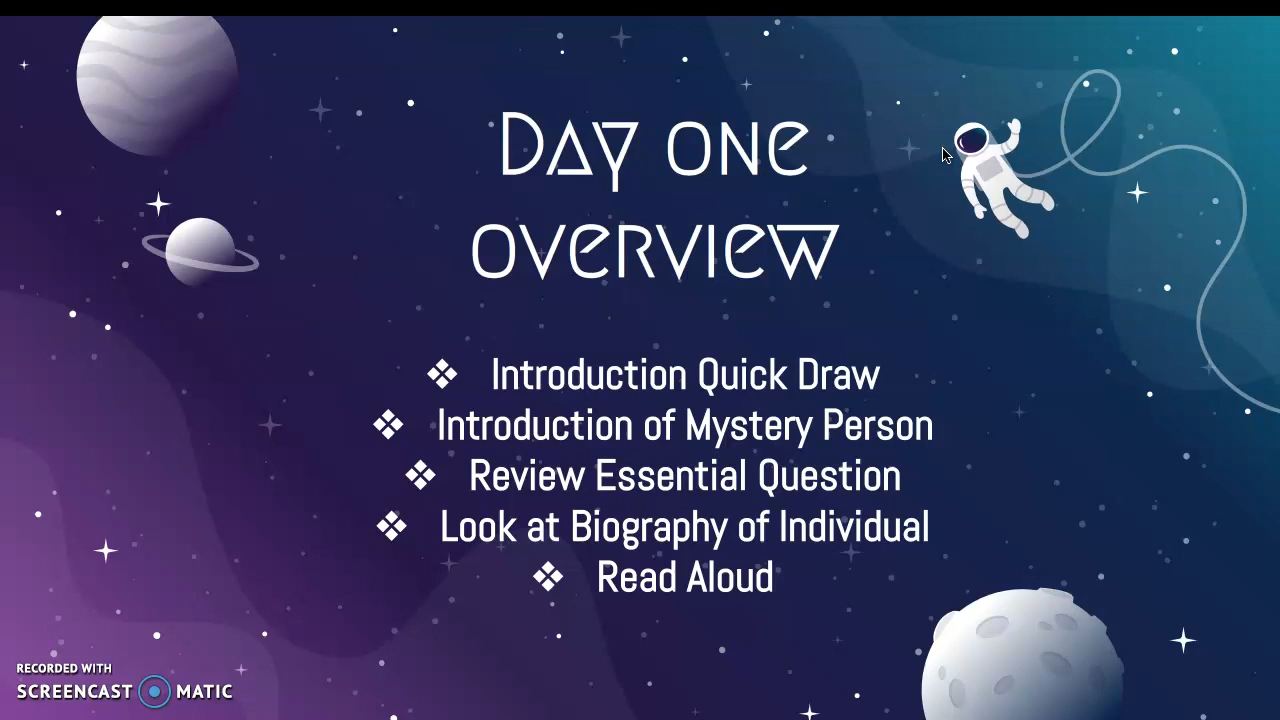 Day one
overview
❖ Introduction Quick Draw
❖ Introduction of Mystery Person
❖ Review Essential Question
❖ Look at Biography of Individual
❖ Read Aloud
RECORDED WITH
SCREENCAST MATIC